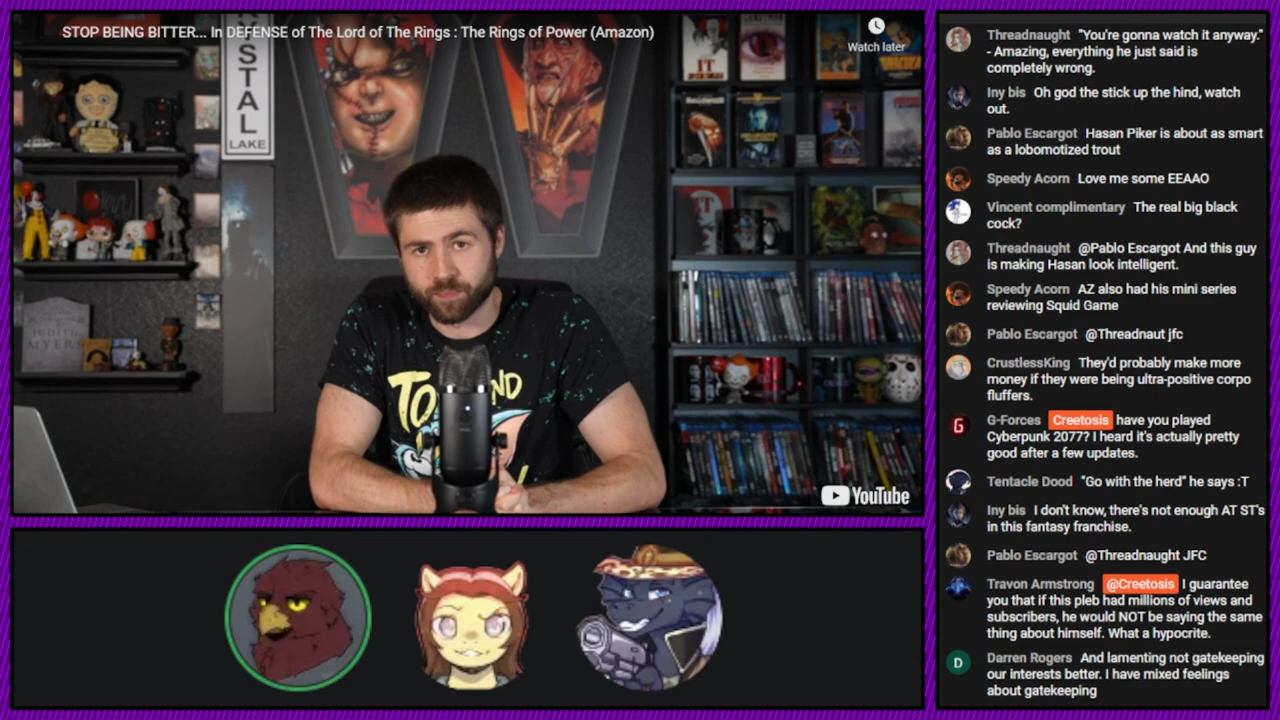 STOP BEING BITTER... In DEFENSE of The Lord of The Rings : The Rings of Power (Amazon)
Watch later
STAL
LAKE
IT
HALLOWEEN
IT
JUDITH
MYERS
TO
ND
YouTube
Threadnaught "You're gonna watch it anyway."
- Amazing, everything he just said is
completely wrong.
Iny bis Oh god the stick up the hind, watch
out.
Pablo Escargot Hasan Piker is about as smart
as a lobomotized trout
Speedy Acorn Love me some EEAAO
Vincent complimentary The real big black
cock?
Threadnaught @Pablo Escargot And this guy
is making Hasan look intelligent.
Speedy Acorn AZ also had his mini series
reviewing Squid Game
Pablo Escargot @Threadnaut jfc
CrustlessKing They'd probably make more
money if they were being ultra-positive corpo
fluffers.
G
G-Forces Creetosis have you played
Cyberpunk 2077? I heard it's actually pretty
good after a few updates.
Tentacle Dood "Go with the herd" he says :T
Iny bis I don't know, there's not enough AT ST's
in this fantasy franchise.
Pablo Escargot @Threadnaught JFC
Travon Armstrong @Creetosis I guarantee
you that if this pleb had millions of views and
subscribers, he would NOT be saying the same
thing about himself. What a hypocrite.
D
Darren Rogers And lamenting not gatekeeping
our interests better. I have mixed feelings
about gatekeeping